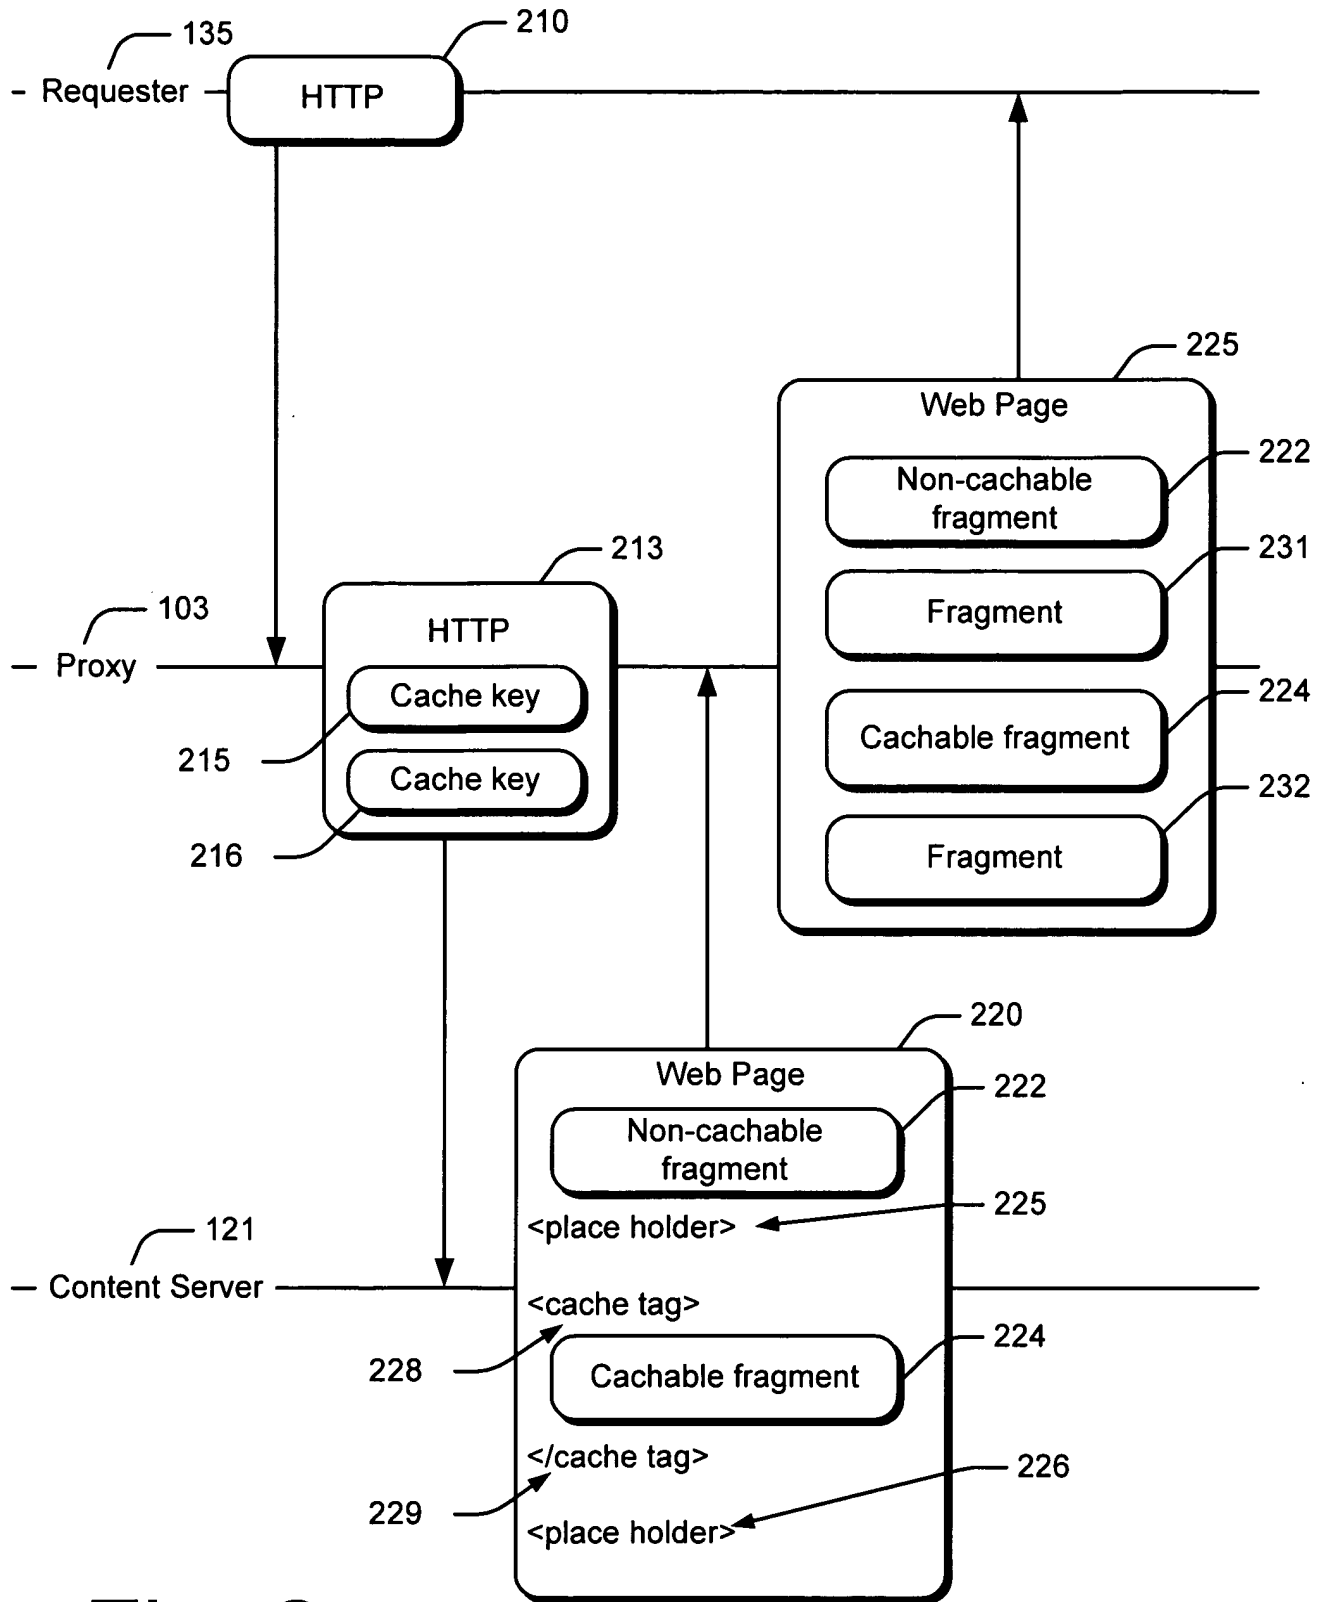 135
210
Requester
HTTP
225
Web Page
222
Non-cachable
fragment
213
231
103
HTTP
Fragment
Proxy
224
Cache key
Cachable fragment
215
Cache key
232
216
Fragment
220
Web Page
222
Non-cachable
fragment
225
<place holder>
121
Content Server
<cache tag>
224
228
Cachable fragment
</cache tag>
226
229
<place holder>